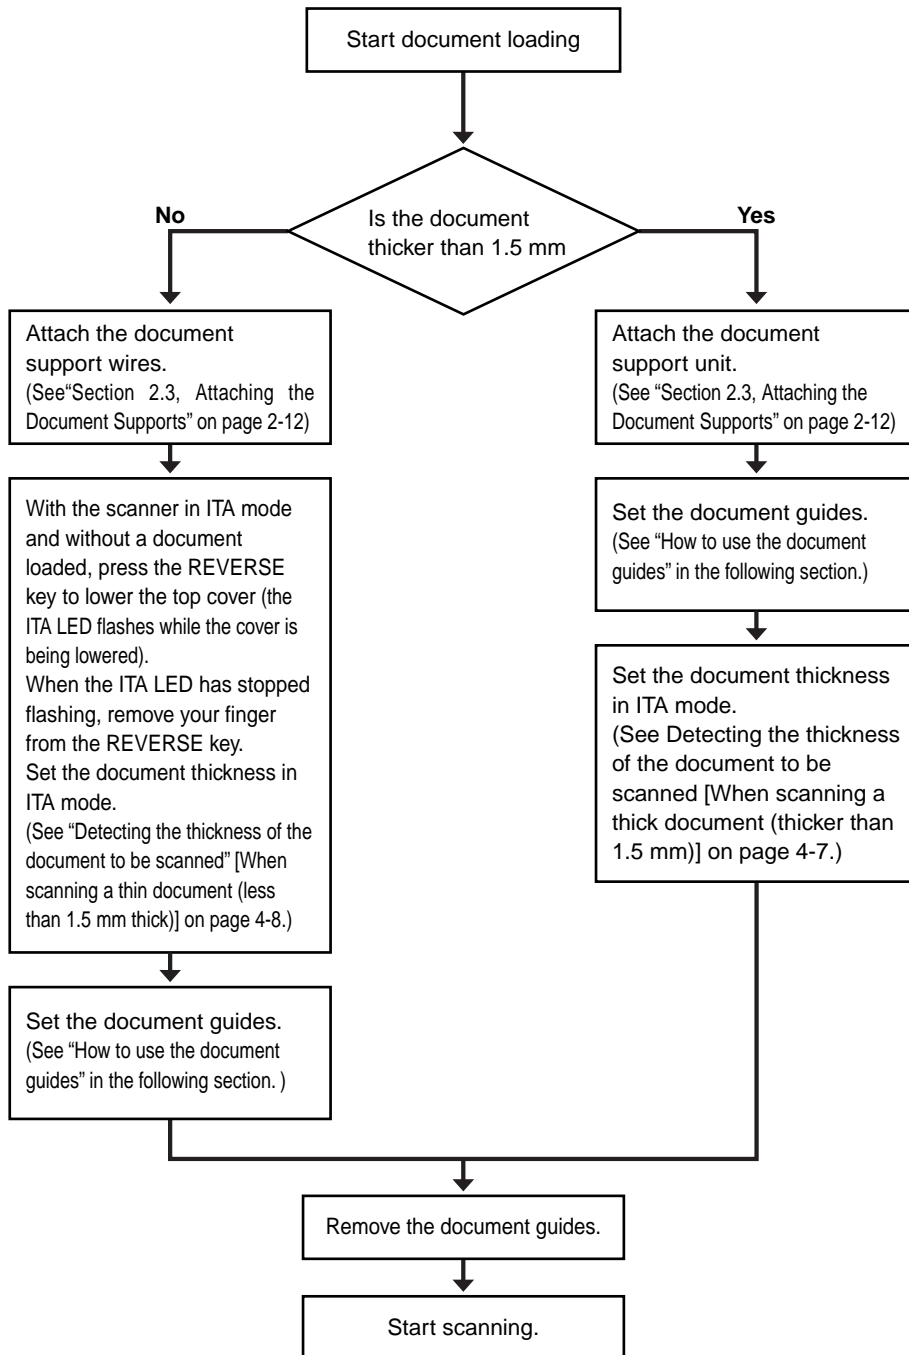 Start document loading
Is the document
thicker than 1.5 mm
No
Yes
Attach the document
support wires.
(See“Section 2.3, Attaching the
Document Supports” on page 2-12)
With the scanner in ITA mode
and without a document
loaded, press the REVERSE
key to lower the top cover (the
ITA LED flashes while the cover is
being lowered).
When the ITA LED has stopped
flashing, remove your finger
from the REVERSE key.
Set the document thickness in
ITA mode.
(See “Detecting the thickness of the
document to be scanned” [When
scanning a thin document (less
than 1.5 mm thick)] on page 4-8.)
Set the document guides.
(See “How to use the document
guides” in the following section. )
Attach the document
support unit.
(See “Section 2.3, Attaching the
Document Supports” on page 2-12)
Set the document guides.
(See “How to use the document
guides” in the following section.)
Set the document thickness
in ITA mode.
(See Detecting the thickness
of the document to be
scanned [When scanning a
thick document (thicker than
1.5 mm)] on page 4-7.)
Remove the document guides.
Start scanning.